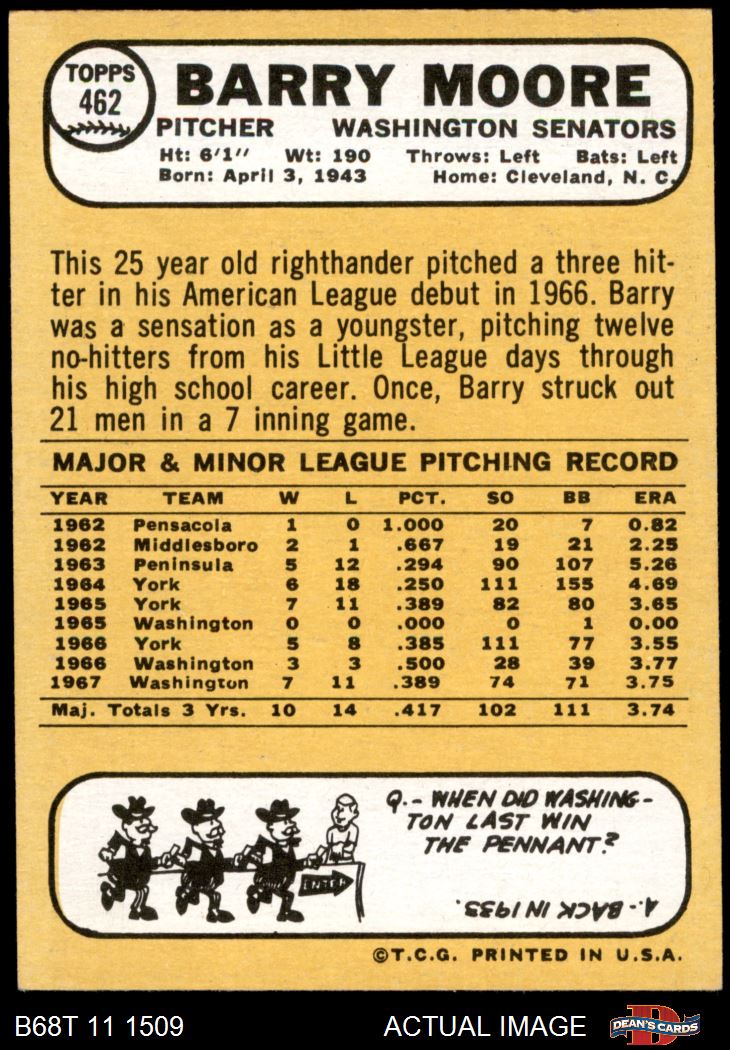 TOPPS
462
BARRY MOORE
PITCHER WASHINGTON SENATORS
Ht: 6'1" Wt: 190 Throws: Left Bats: Left
Born: April 3, 1943 Home: Cleveland, N. C.
This 25 year old righthander pitched a three hit-
ter in his American League debut in 1966. Barry
was a sensation as a youngster, pitching twelve
no-hitters from his Little League days through
his high school career. Once, Barry struck out
21 men in a 7 inning game.
MAJOR & MINOR LEAGUE PITCHING RECORD
YEAR TEAM W L PCT. SO BB ERA
1962 Pensacola 1 0 1.000 20 7 0.82
1962 Middlesboro 2 1 .667 19 21 2.25
1963 Peninsula 5 12 .294 90 107 5.26
1964 York 6 18 .250 111 155 4.69
1965 York 7 11 .389 82 80 3.65
1965 Washington 0 0 .000 0 1 0.00
1966 York 5 8 .385 111 77 3.55
1966 Washington 3 3 .500 28 39 3.77
1967 Washington 7 11 .389 74 71 3.75
Maj. Totals 3 Yrs. 10 14 .417 102 111 3.74
Q.- WHEN DID WASHING-
TON LAST WIN
THE PENNANT?
ENTER
A.- BACK IN 1933.
©T.C.G. PRINTED IN U.S.A.
B68T 11 1509 ACTUAL IMAGE D DEAN'S CARDS